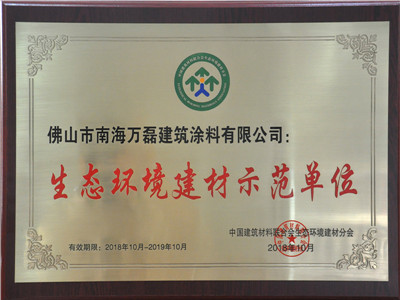 佛山市南海万磊建筑涂料有限公司:
生态环境建材示范单位
中国建筑材料联合会生态环境建材分会
有效期限:2018年10月-2019年10月
2018年10月